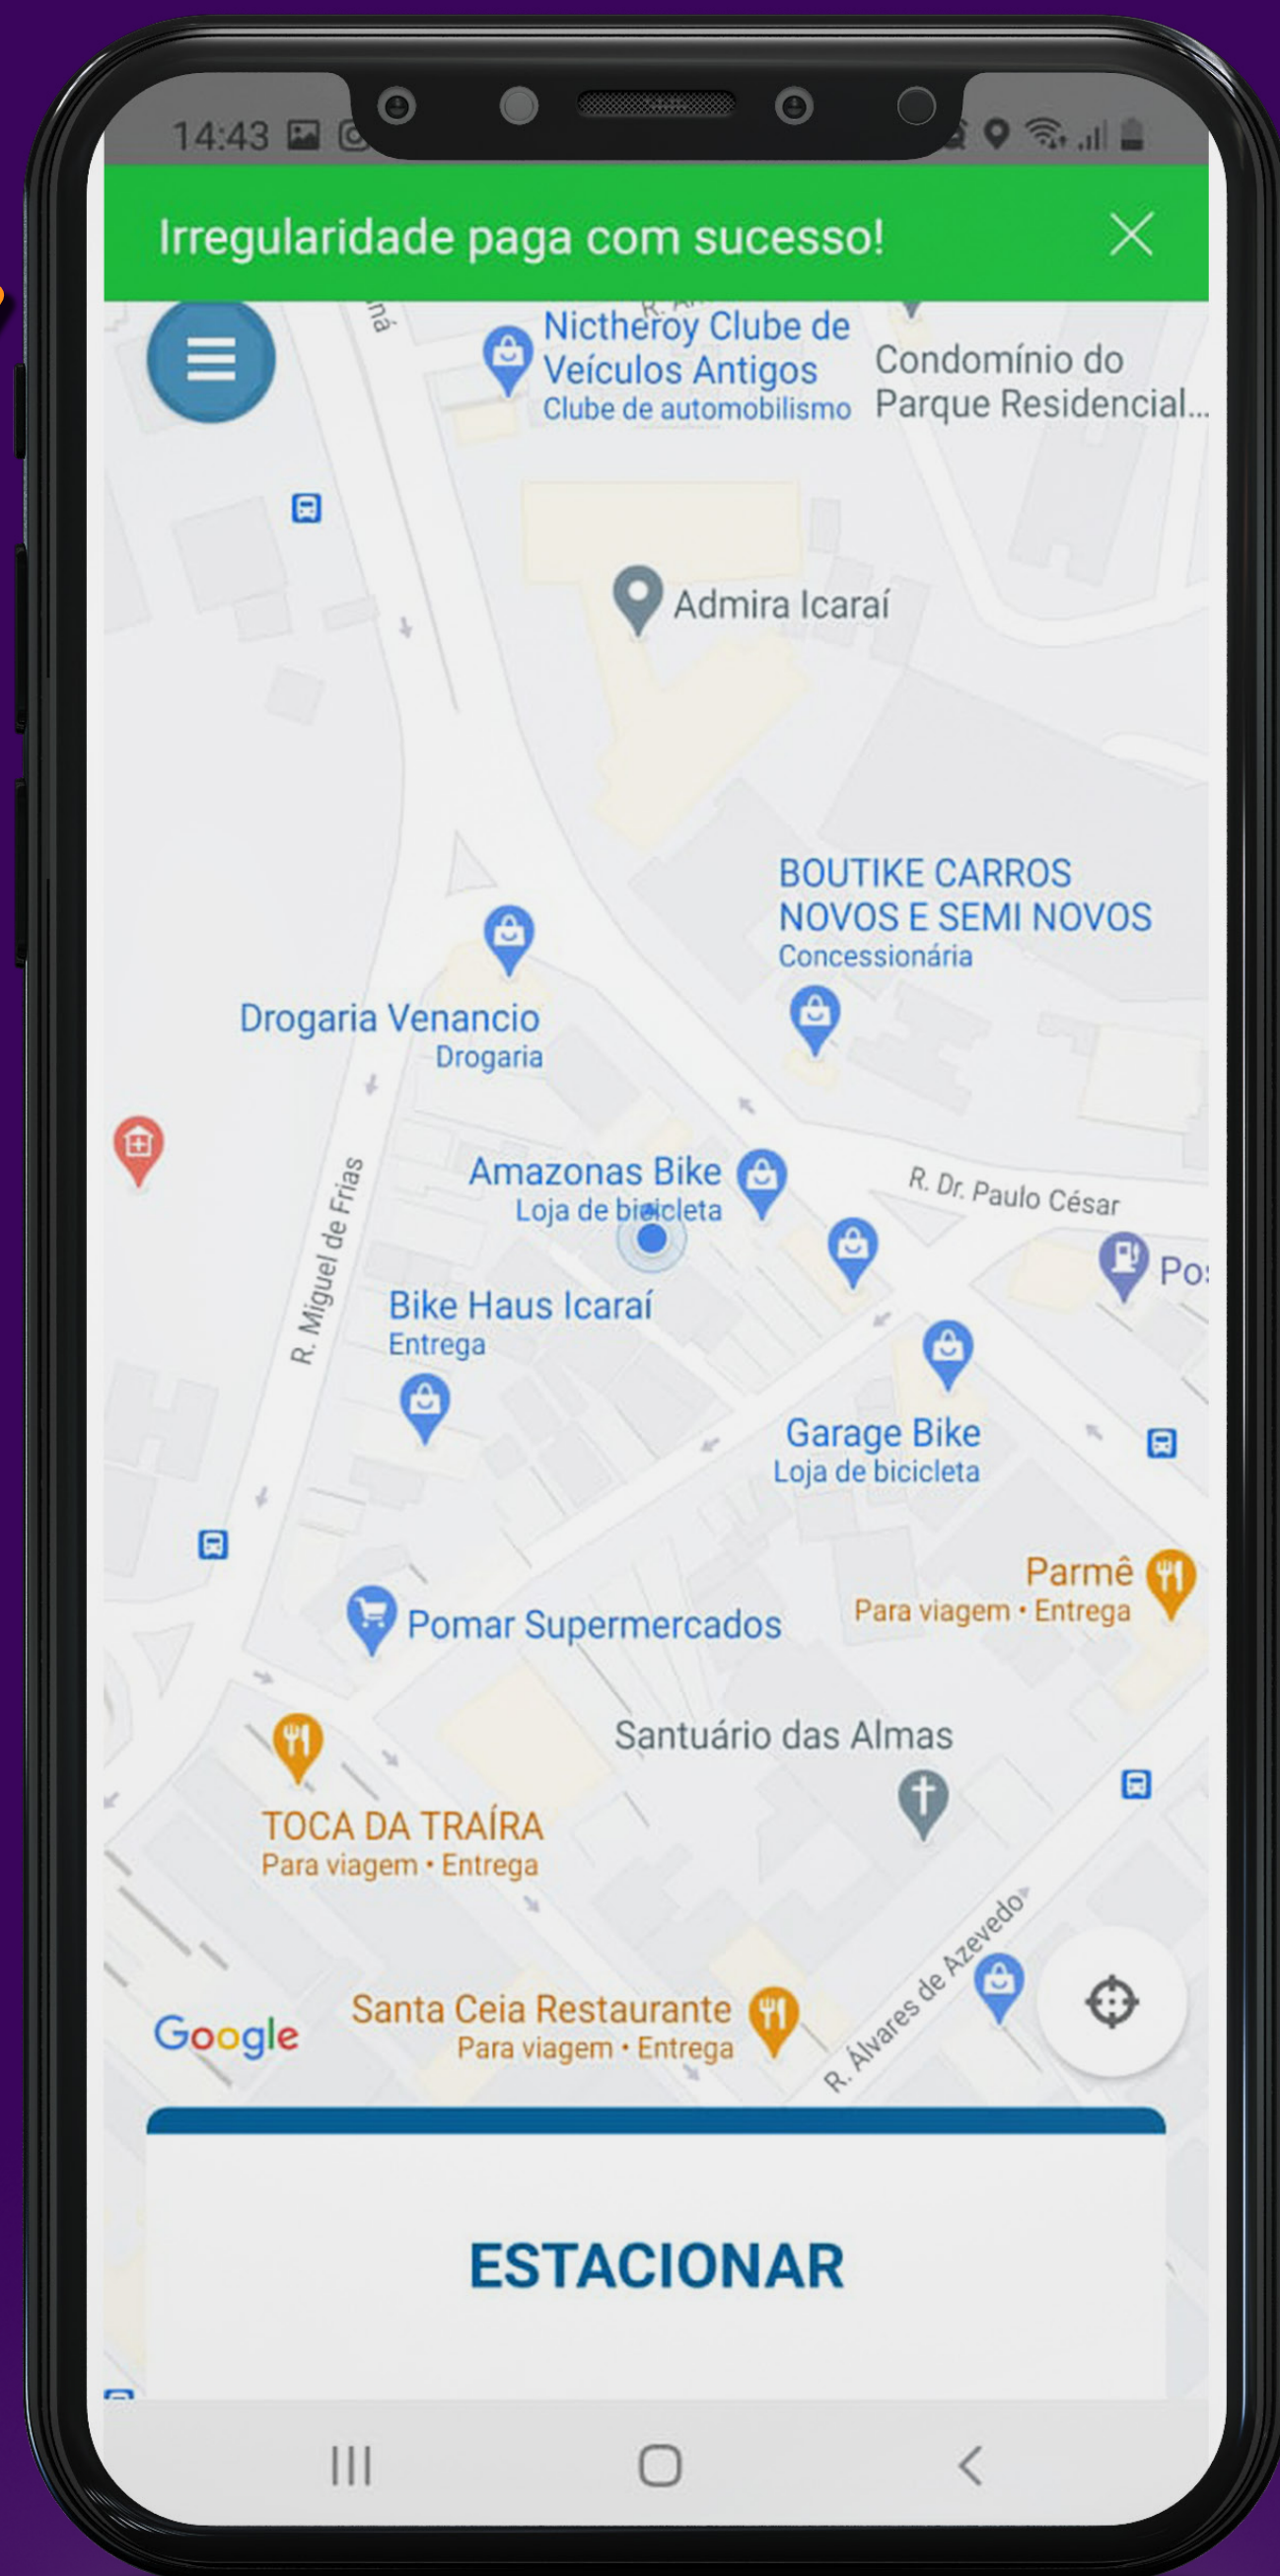 14:43
Irregularidade paga com sucesso!
Nictheroy Clube de
Veículos Antigos
Clube de automobilismo
Condomínio do
Parque Residencial...
Admira Icaraí
BOUTIKE CARROS
NOVOS E SEMI NOVOS
Concessionária
Drogaria Venancio
Drogaria
Amazonas Bike
Loja de bicicleta
R. Dr. Paulo César
R. Miguel de Frias
Bike Haus Icaraí
Entrega
Garage Bike
Loja de bicicleta
Parmê
Para viagem • Entrega
Pomar Supermercados
Santuário das Almas
TOCA DA TRAÍRA
Para viagem • Entrega
R. Álvares de Azevedo
Santa Ceia Restaurante
Para viagem • Entrega
Google
ESTACIONAR